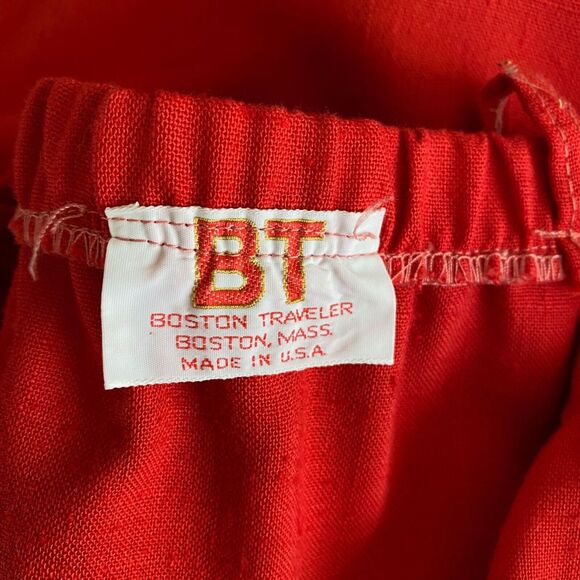 BT
BOSTON TRAVELER
BOSTON, MASS.
MADE IN U.S.A